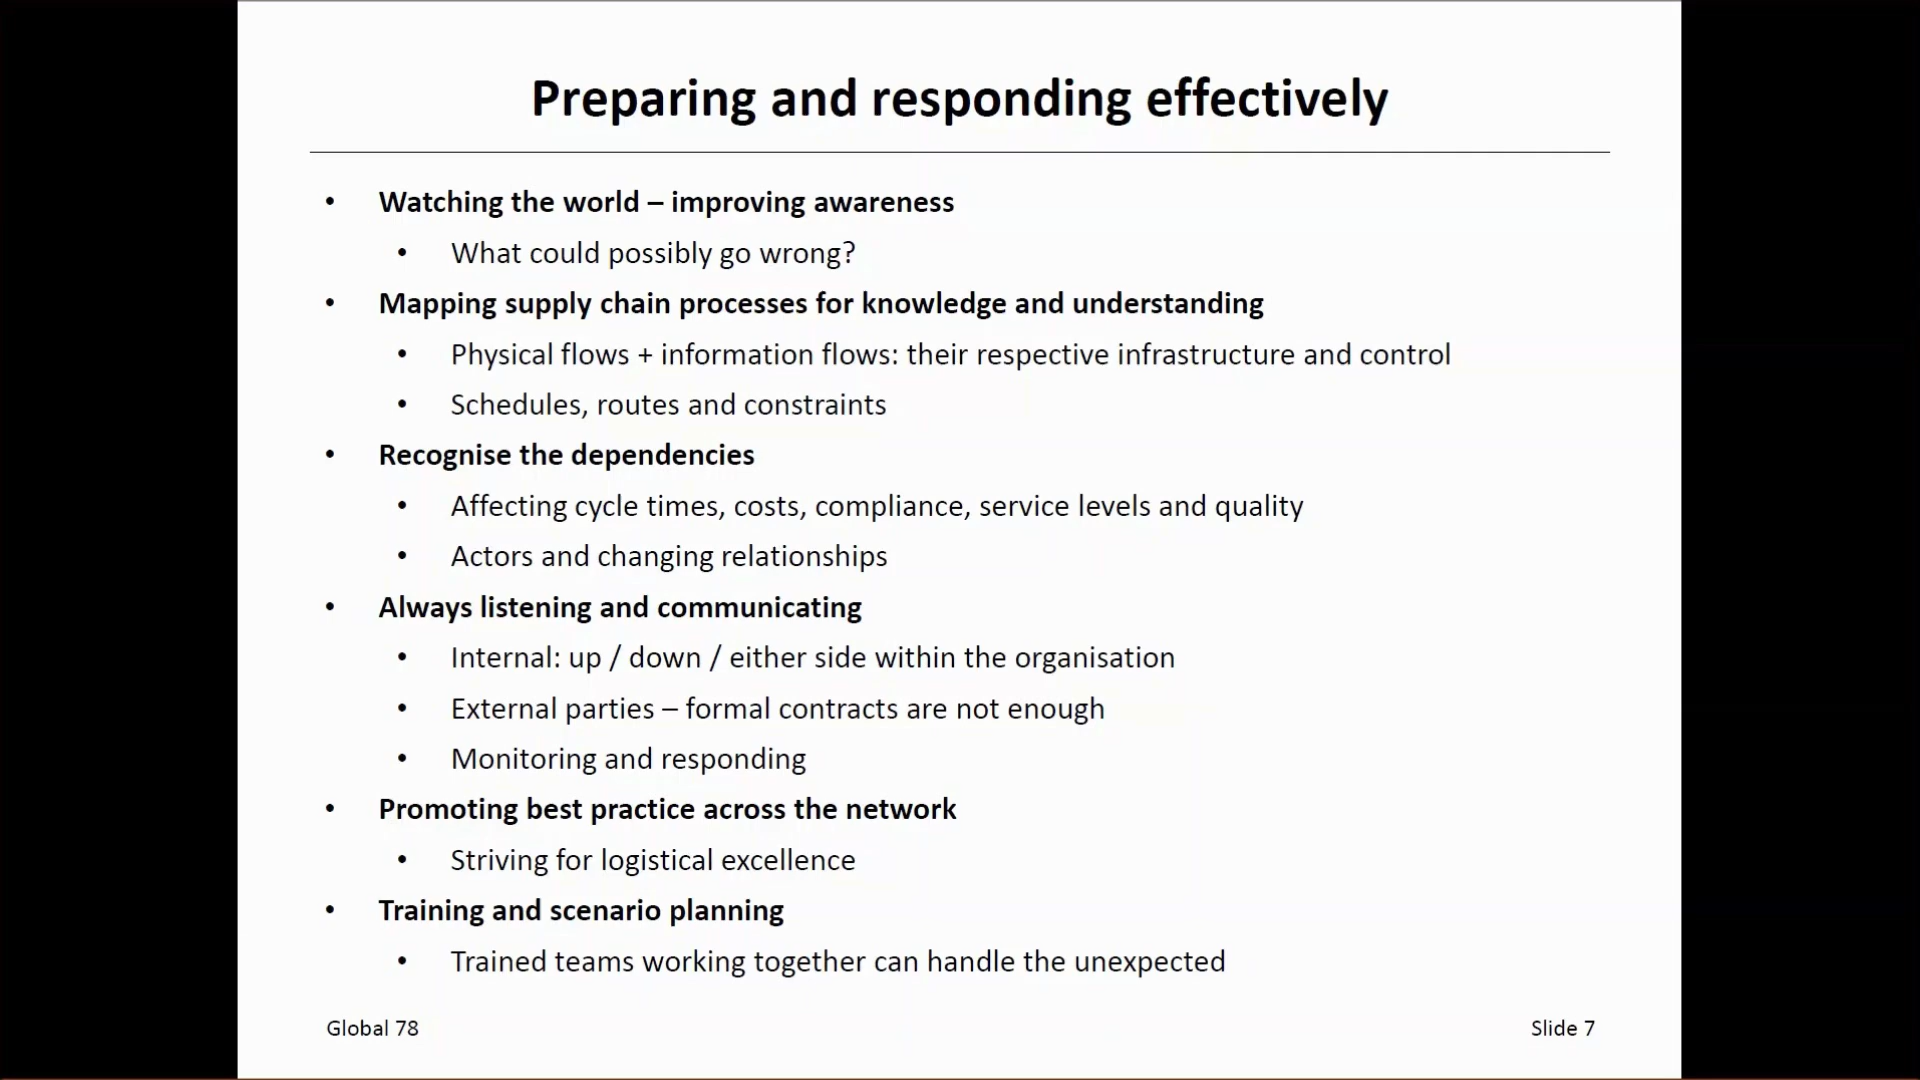 Preparing and responding effectively
• Watching the world – improving awareness
• What could possibly go wrong?
• Mapping supply chain processes for knowledge and understanding
• Physical flows + information flows: their respective infrastructure and control
• Schedules, routes and constraints
• Recognise the dependencies
• Affecting cycle times, costs, compliance, service levels and quality
• Actors and changing relationships
• Always listening and communicating
• Internal: up / down / either side within the organisation
• External parties – formal contracts are not enough
• Monitoring and responding
• Promoting best practice across the network
• Striving for logistical excellence
• Training and scenario planning
• Trained teams working together can handle the unexpected
Global 78
Slide 7